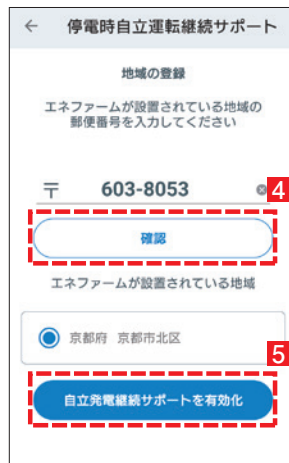 ← 停電時自立運転継続サポート
地域の登録
エネファームが設置されている地域の
郵便番号を入力してください
〒 603-8053
4
確認
エネファームが設置されている地域
京都府 京都市北区
5
自立発電継続サポートを有効化